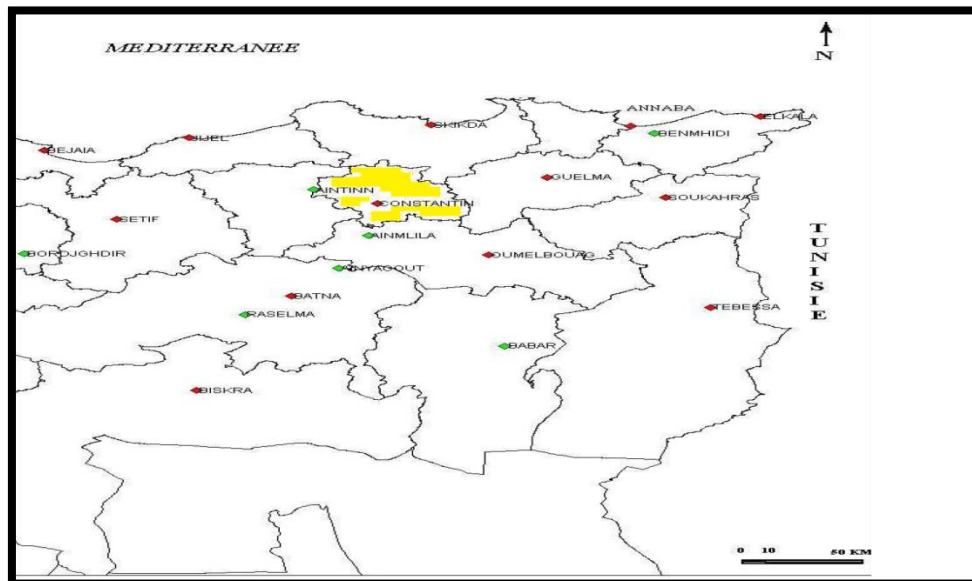 MEDITERRANEE
N
ANNABA
ELKALA
SKIKDA
BENMHIDI
JIJEL
BEJAIA
GUELMA
AINTINN
SOUKAHRAS
CONSTANTIN
SETIF
AINMLILA
TUNISIE
BORDJGHDIR
OUMELBOUAG
AINYAGOUT
BATNA
TEBESSA
RASELMA
BABAR
BISKRA
0 10 50 KM